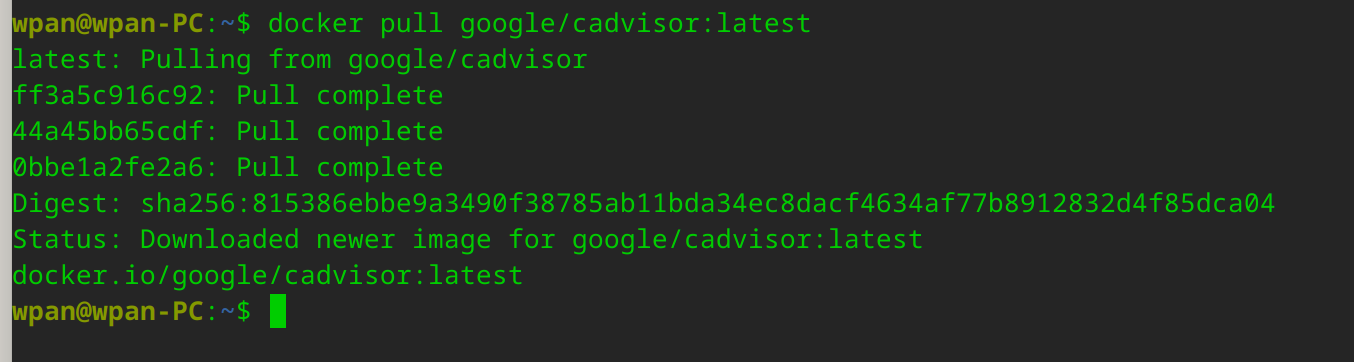 wpan@wpan-PC:~$ docker pull google/cadvisor:latest
latest: Pulling from google/cadvisor
ff3a5c916c92: Pull complete
44a45bb65cdf: Pull complete
0bbe1a2fe2a6: Pull complete
Digest: sha256:815386ebbe9a3490f38785ab11bda34ec8dacf4634af77b8912832d4f85dca04
Status: Downloaded newer image for google/cadvisor:latest
docker.io/google/cadvisor:latest
wpan@wpan-PC:~$